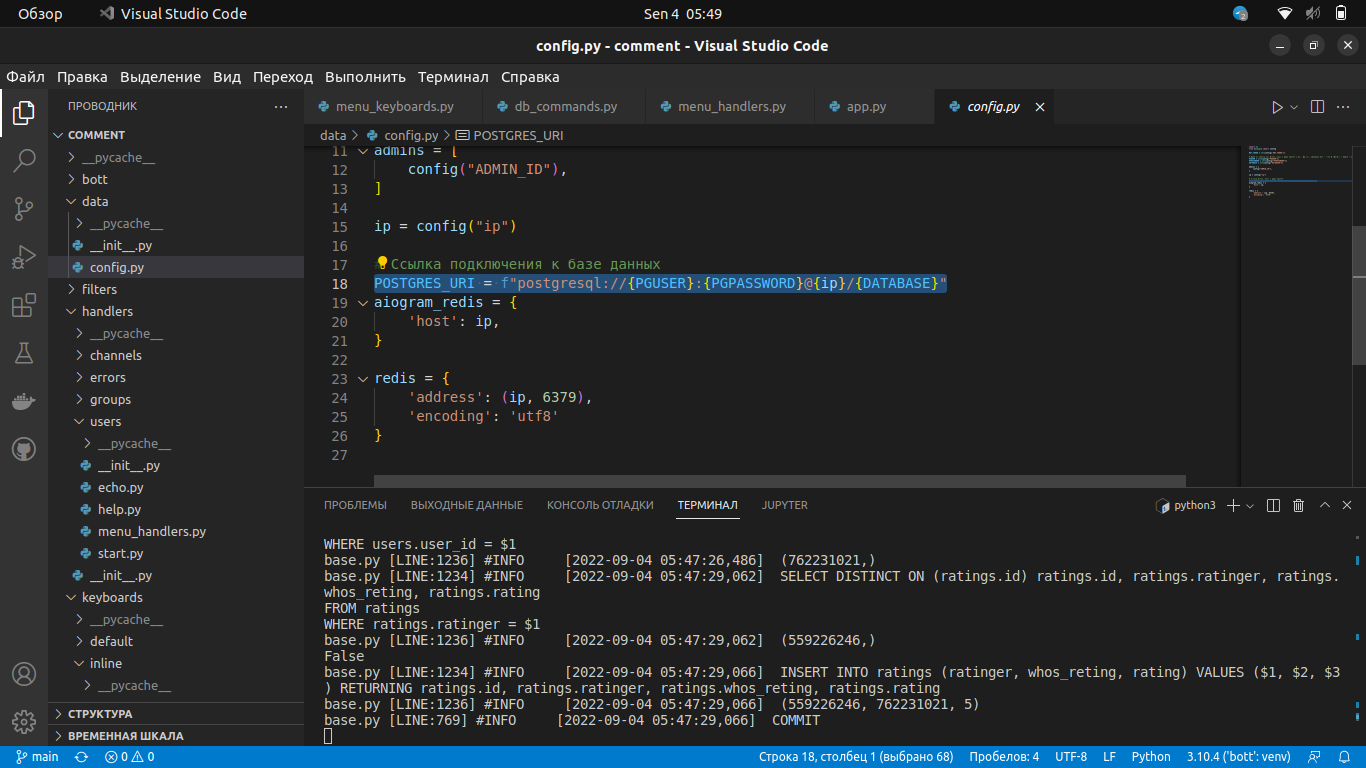 Обзор
Visual Studio Code
Sen 4 05:49
config.py - comment - Visual Studio Code
Файл Правка Выделение Вид Переход Выполнить Терминал Справка
ПРОВОДНИК
COMMENT
__pycache__
bott
data
__pycache__
__init__.py
config.py
filters
handlers
__pycache__
channels
errors
groups
users
__pycache__
__init__.py
echo.py
help.py
menu_handlers.py
start.py
__init__.py
keyboards
__pycache__
default
inline
__pycache__
СТРУКТУРА
ВРЕМЕННАЯ ШКАЛА
menu_keyboards.py db_commands.py menu_handlers.py app.py config.py
data > config.py > POSTGRES_URI
11 admins = [
12 config("ADMIN_ID"),
13 ]
14
15 ip = config("ip")
16
17 Ссылка подключения к базе данных
18 POSTGRES_URI = f"postgresql://{PGUSER}:{PGPASSWORD}@{ip}/{DATABASE}"
19 aiogram_redis = {
20 'host': ip,
21 }
22
23 redis = {
24 'address': (ip, 6379),
25 'encoding': 'utf8'
26 }
27
ПРОБЛЕМЫ ВЫХОДНЫЕ ДАННЫЕ КОНСОЛЬ ОТЛАДКИ ТЕРМИНАЛ JUPYTER
python3
WHERE users.user_id = $1
base.py [LINE:1236] #INFO [2022-09-04 05:47:26,486] (762231021,)
base.py [LINE:1234] #INFO [2022-09-04 05:47:29,062] SELECT DISTINCT ON (ratings.id) ratings.id, ratings.ratinger, ratings.
whos_reting, ratings.rating
FROM ratings
WHERE ratings.ratinger = $1
base.py [LINE:1236] #INFO [2022-09-04 05:47:29,062] (559226246,)
False
base.py [LINE:1234] #INFO [2022-09-04 05:47:29,066] INSERT INTO ratings (ratinger, whos_reting, rating) VALUES ($1, $2, $3
) RETURNING ratings.id, ratings.ratinger, ratings.whos_reting, ratings.rating
base.py [LINE:1236] #INFO [2022-09-04 05:47:29,066] (559226246, 762231021, 5)
base.py [LINE:769] #INFO [2022-09-04 05:47:29,066] COMMIT
main
0 0
Строка 18, столбец 1 (выбрано 68) Пробелов: 4 UTF-8 LF Python 3.10.4 ('bott': venv)